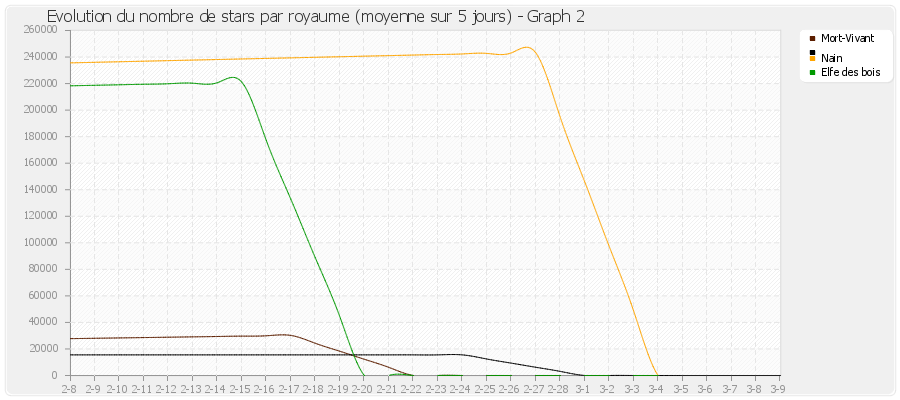 Evolution du nombre de stars par royaume (moyenne sur 5 jours) - Graph 2
260000
240000
220000
200000
180000
160000
140000
120000
100000
80000
60000
40000
20000
0
2-8 2-9 2-10 2-11 2-12 2-13 2-14 2-15 2-16 2-17 2-18 2-19 2-20 2-21 2-22 2-23 2-24 2-25 2-26 2-27 2-28 3-1 3-2 3-3 3-4 3-5 3-6 3-7 3-8 3-9
Mort-Vivant
Nain
Elfe des bois